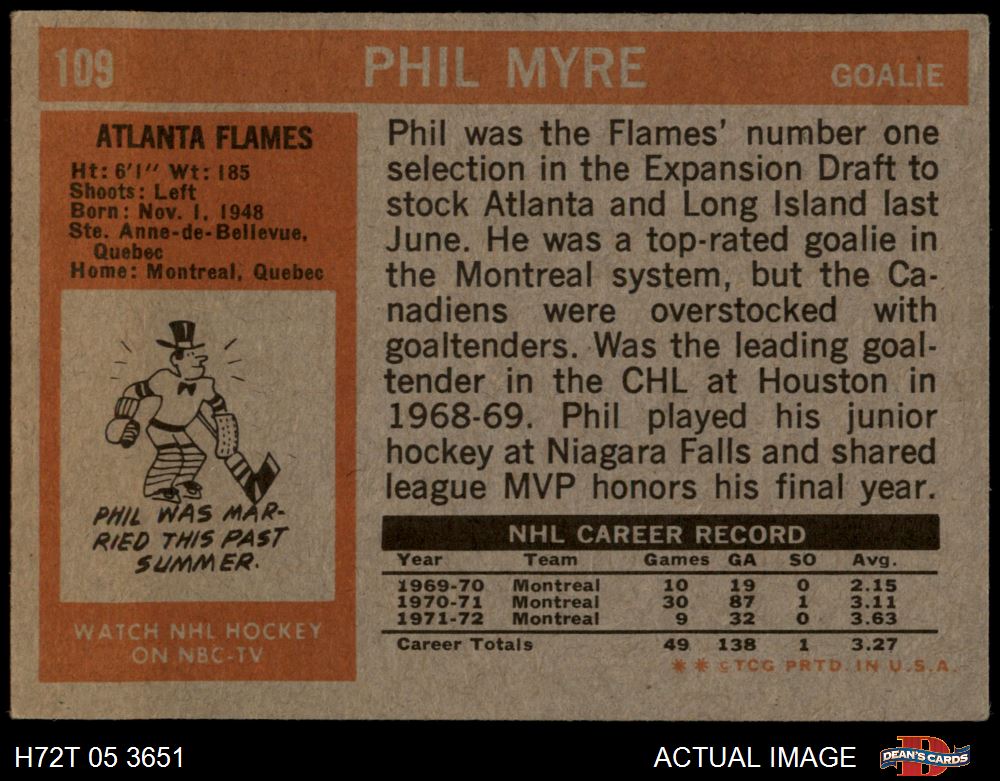 109 PHIL MYRE GOALIE
ATLANTA FLAMES
Ht: 6'1" Wt: 185
Shoots: Left
Born: Nov. 1, 1948
Ste. Anne-de-Bellevue,
Quebec
Home: Montreal, Quebec
PHIL WAS MAR-
RIED THIS PAST
SUMMER.
WATCH NHL HOCKEY
ON NBC-TV
Phil was the Flames' number one
selection in the Expansion Draft to
stock Atlanta and Long Island last
June. He was a top-rated goalie in
the Montreal system, but the Ca-
nadiens were overstocked with
goaltenders. Was the leading goal-
tender in the CHL at Houston in
1968-69. Phil played his junior
hockey at Niagara Falls and shared
league MVP honors his final year.
NHL CAREER RECORD
Year Team Games GA SO Avg.
1969-70 Montreal 10 19 0 2.15
1970-71 Montreal 30 87 1 3.11
1971-72 Montreal 9 32 0 3.63
Career Totals 49 138 1 3.27
* * ©TCG PRTD. IN U.S.A.
H72T 05 3651 ACTUAL IMAGE DEAN'S CARDS